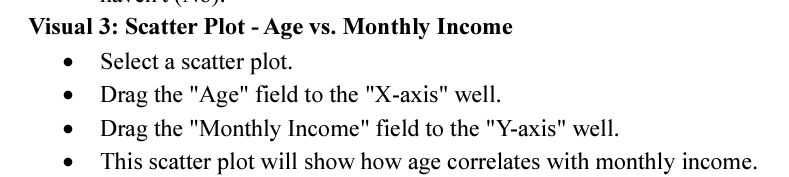 haven't (No).
Visual 3: Scatter Plot - Age vs. Monthly Income
• Select a scatter plot.
• Drag the "Age" field to the "X-axis" well.
• Drag the "Monthly Income" field to the "Y-axis" well.
• This scatter plot will show how age correlates with monthly income.